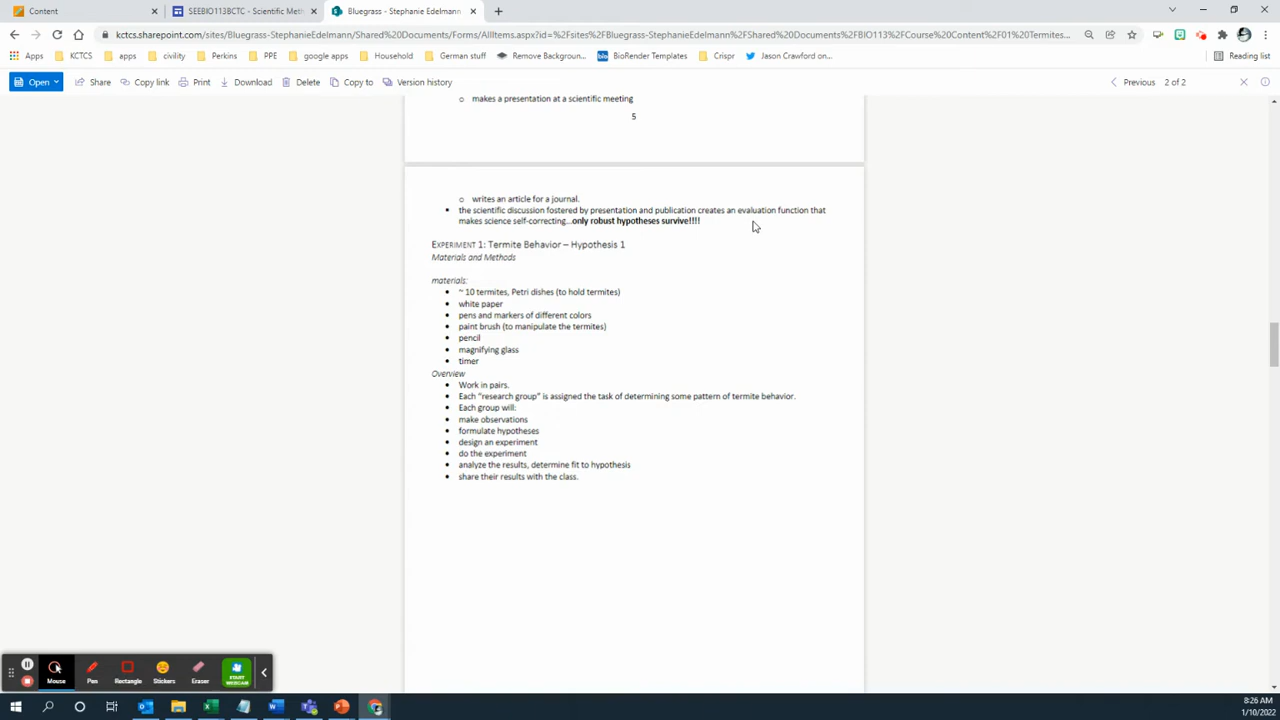 Content
SEEBIO113BCTC - Scientific Meth
Bluegrass - Stephanie Edelmann
kctcs.sharepoint.com/sites/Bluegrass-StephanieEdelmann/Shared%20Documents/Forms/AllItems.aspx?id=%2Fsites%2FBluegrass-StephanieEdelmann%2FShared%20Documents%2FBIO113%2FCourse%20Content%2F01%20Termites...
Apps
KCTCS
apps
civility
Perkins
PPE
google apps
Household
German stuff
Remove Backgroun...
bio
BioRender Templates
Crispr
Jason Crawford on...
Reading list
Open
Share
Copy link
Print
Download
Delete
Copy to
Version history
Previous
2 of 2
o makes a presentation at a scientific meeting
5
o writes an article for a journal.
• the scientific discussion fostered by presentation and publication creates an evaluation function that
makes science self-correcting...only robust hypotheses survive!!!!
EXPERIMENT 1: Termite Behavior – Hypothesis 1
Materials and Methods
materials:
• ~ 10 termites, Petri dishes (to hold termites)
• white paper
• pens and markers of different colors
• paint brush (to manipulate the termites)
• pencil
• magnifying glass
• timer
Overview
• Work in pairs.
• Each “research group” is assigned the task of determining some pattern of termite behavior.
• Each group will:
• make observations
• formulate hypotheses
• design an experiment
• do the experiment
• analyze the results, determine fit to hypothesis
• share their results with the class.
Mouse
Pen
Rectangle
Stickers
Eraser
START WEBCAM
8:26 AM
1/10/2022